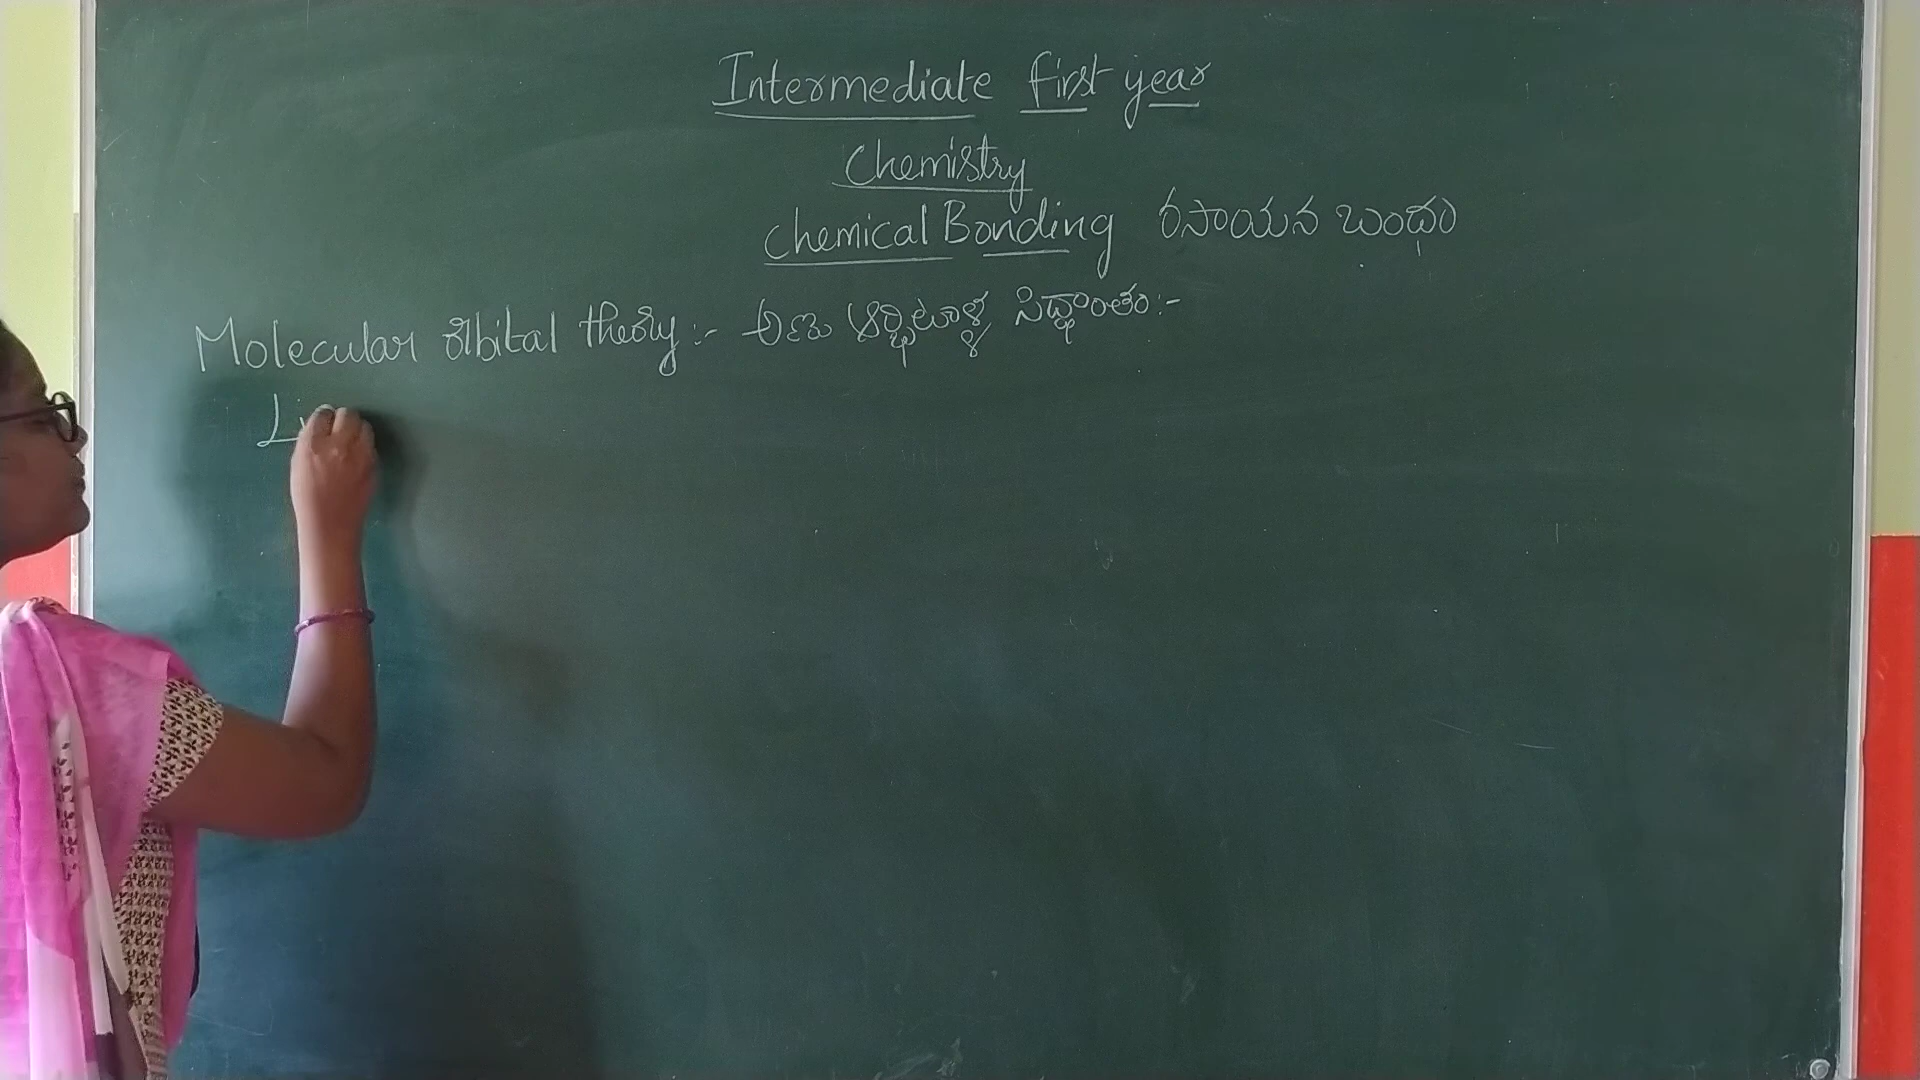 Intermediate first year
Chemistry
chemical Bonding రసాయన బంధం
Molecular orbital theory:- అణు ఆర్బిటాళ్ళ సిద్ధాంతం:-